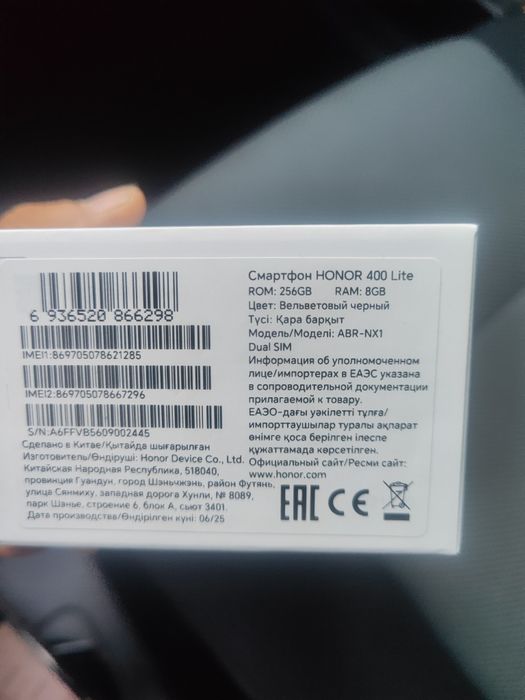 6 936520 866298
IMEI1:869705078621285
IMEI2:869705078667296
S/N:A6FFVB5609002445
Сделано в Китае/Қытайда шығарылған
Изготовитель/Өндіруші: Honor Device Co., Ltd.
Китайская Народная Республика, 518040,
провинция Гуандун, город Шэньчжэнь, район Футянь,
улица Сянмиху, западная дорога Хунли, № 8089,
парк Шанье, строение 6, блок А, сьют 3401.
Дата производства/Өндірілген күні: 06/25
Смартфон HONOR 400 Lite
ROM: 256GB RAM: 8GB
Цвет: Вельветовый черный
Түсі: Қара барқыт
Модель/Моделі: ABR-NX1
Dual SIM
Информация об уполномоченном
лице/импортерах в ЕАЭС указана
в сопроводительной документации
прилагаемой к товару.
ЕАЭО-дағы уәкілетті тұлға/
импорттаушылар туралы ақпарат
өнімге қоса берілген ілеспе
құжаттамада көрсетілген.
Официальный сайт/Ресми сайт:
www.honor.com
EAC CE